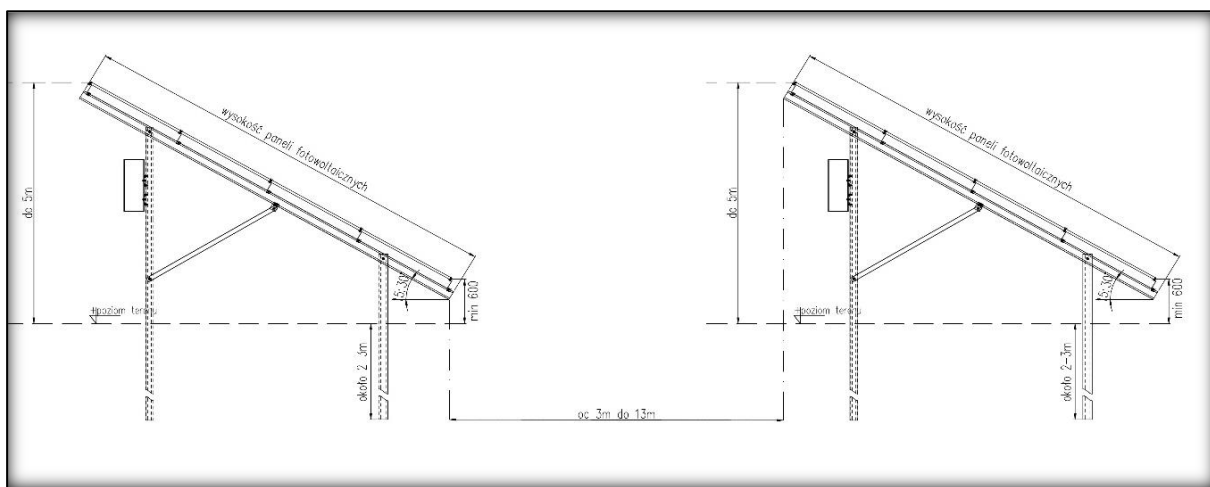 wysokość paneli fotowoltaicznych
do 5m
15-30°
min 600
±poziom terenu
około 2-3m
oc 3m do 13m
wysokość paneli fotowoltaicznych
do 5m
15-30°
min 600
±poziom terenu
około 2-3m